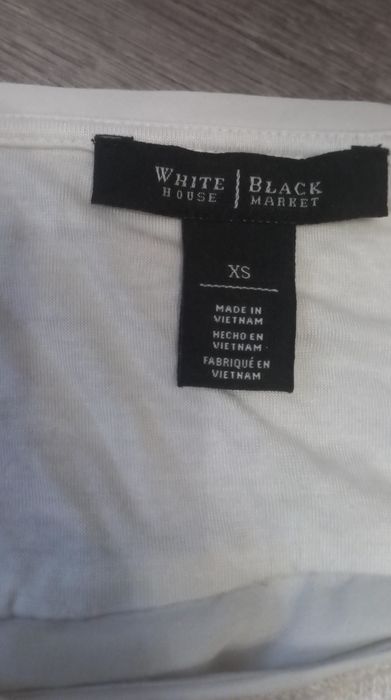 WHITE | BLACK
HOUSE | MARKET
XS
MADE IN
VIETNAM
HECHO EN
VIETNAM
FABRIQUÉ EN
VIETNAM